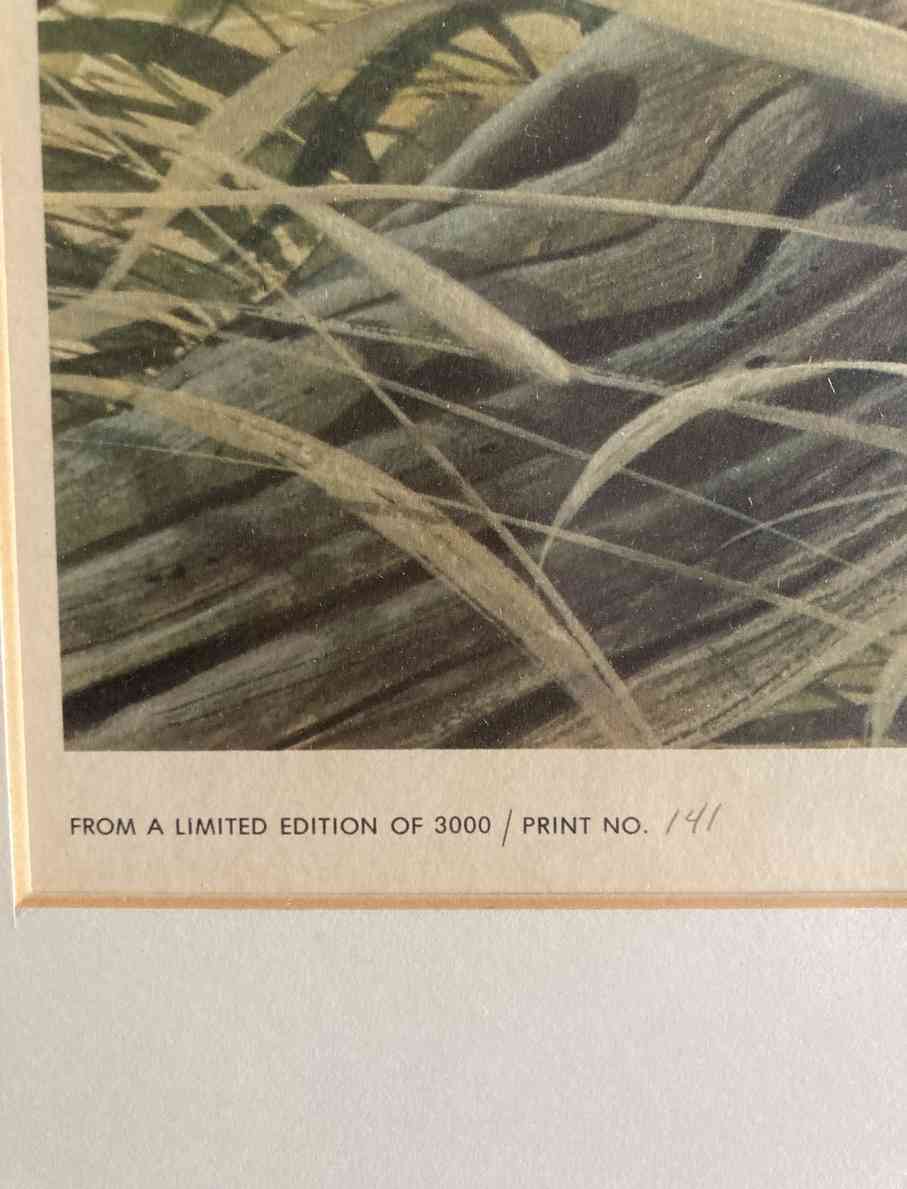 FROM A LIMITED EDITION OF 3000 / PRINT NO. 141